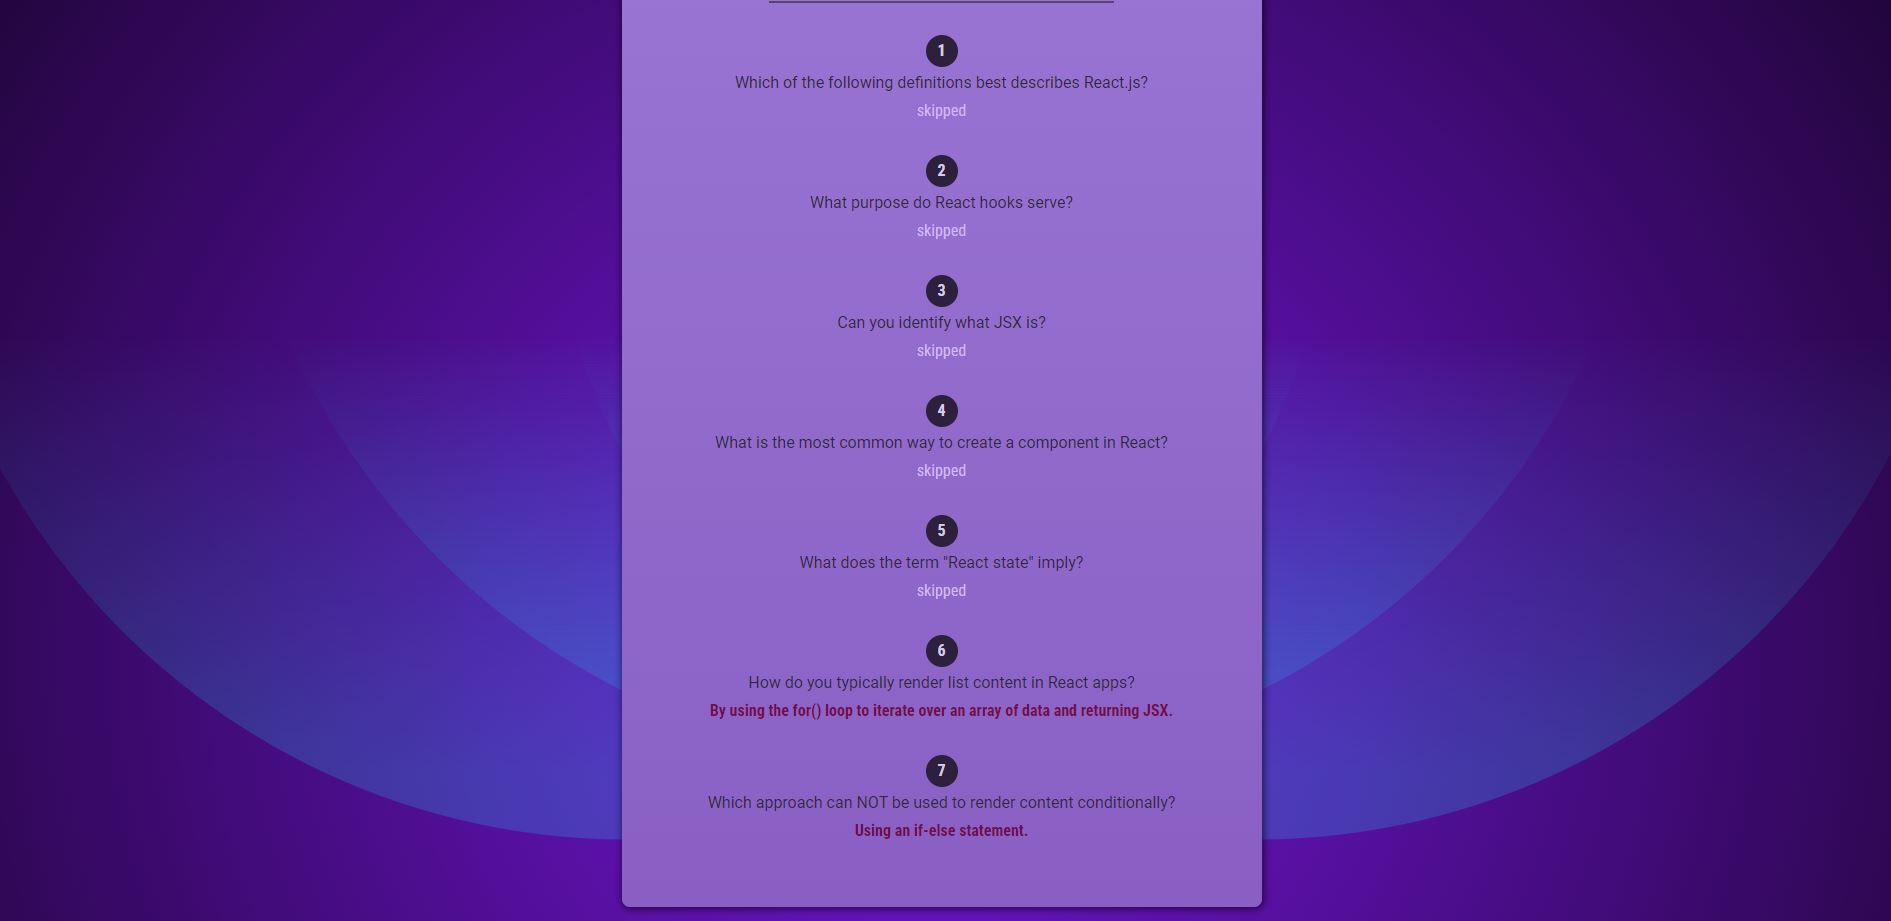 1
Which of the following definitions best describes React.js?
skipped
2
What purpose do React hooks serve?
skipped
3
Can you identify what JSX is?
skipped
4
What is the most common way to create a component in React?
skipped
5
What does the term "React state" imply?
skipped
6
How do you typically render list content in React apps?
By using the for() loop to iterate over an array of data and returning JSX.
7
Which approach can NOT be used to render content conditionally?
Using an if-else statement.